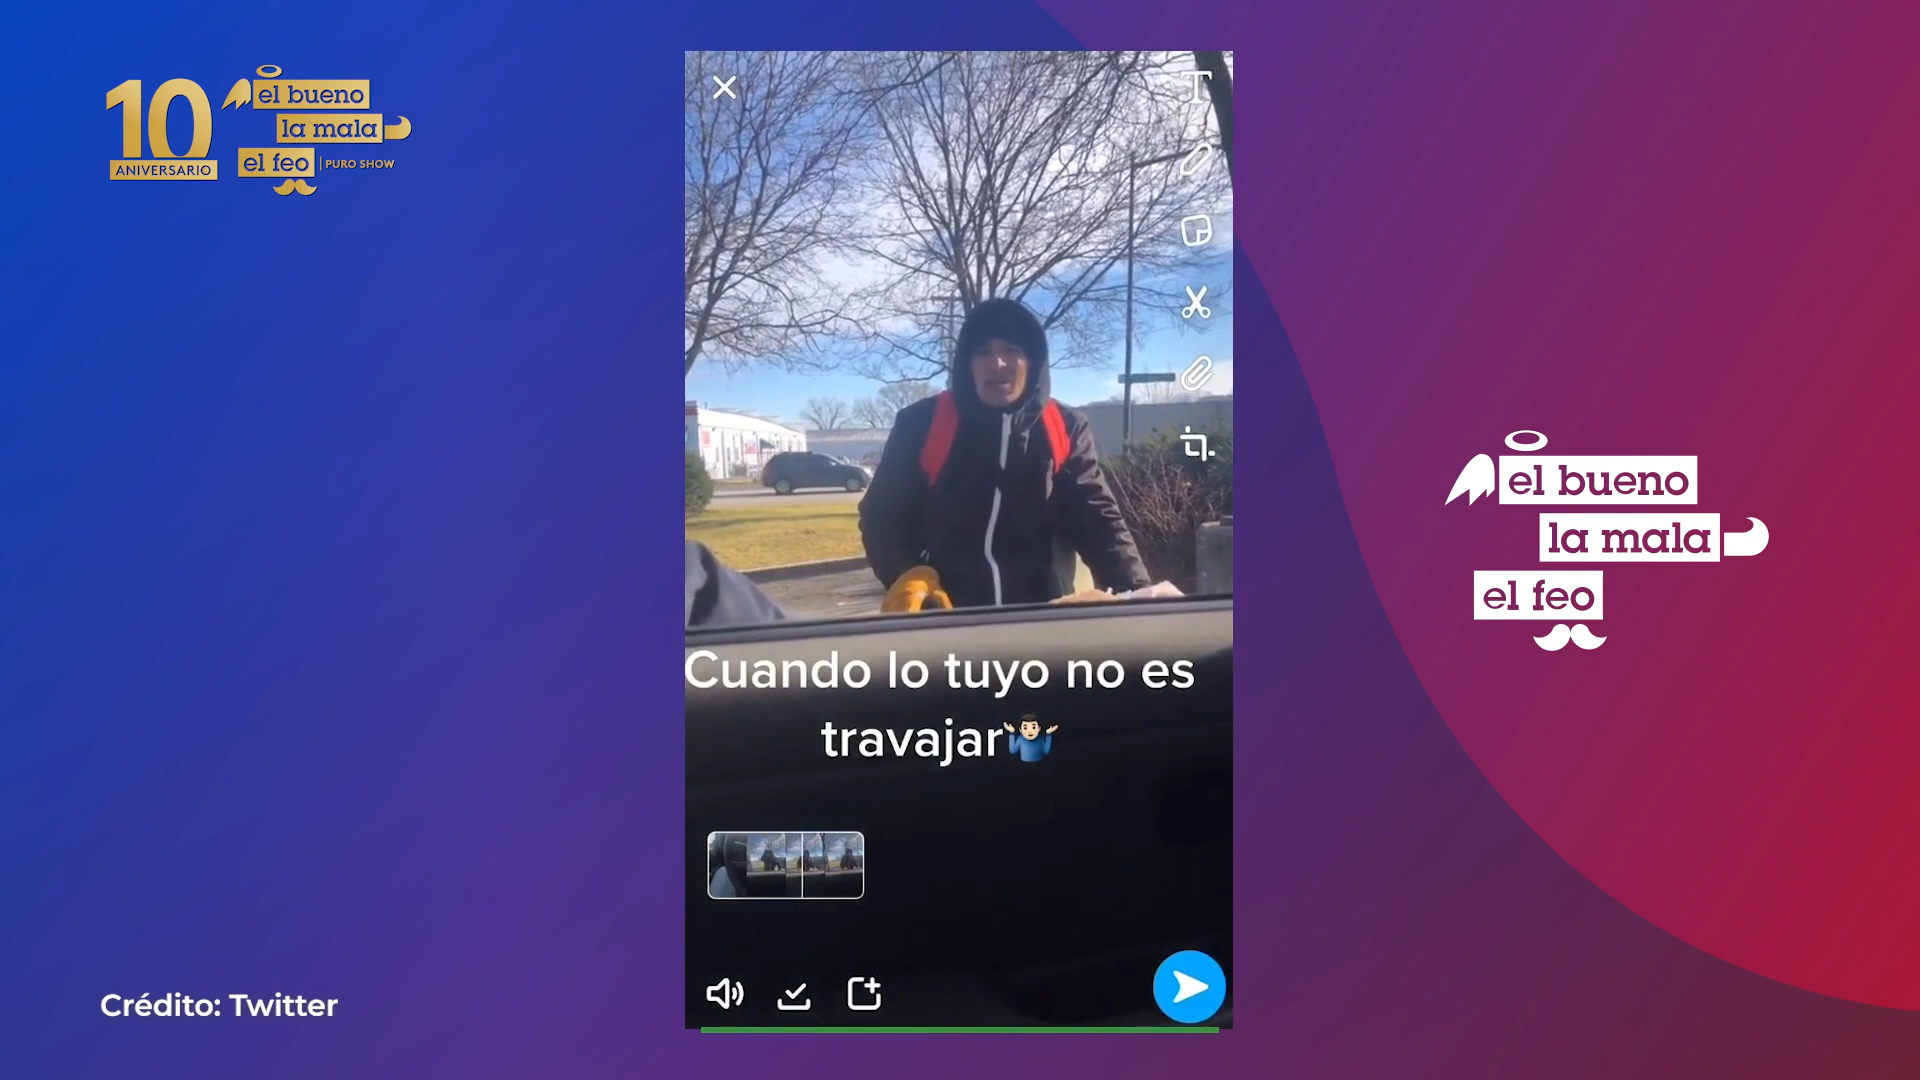 10
ANIVERSARIO
el bueno
la mala
el feo
PURO SHOW
T
Cuando lo tuyo no es
travajar🤷🏻‍♂️
el bueno
la mala
el feo
Crédito: Twitter